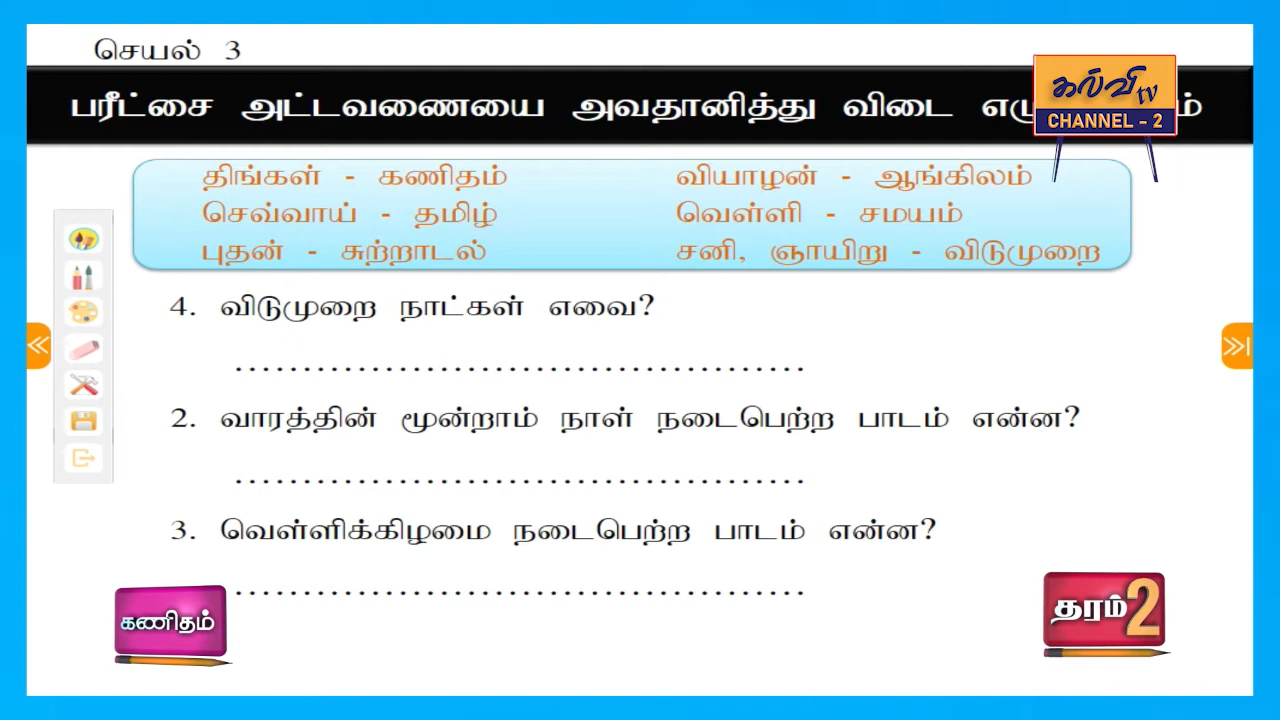 செயல் 3
பரீட்சை அட்டவணையை அவதானித்து விடை
கல்வி tv
CHANNEL - 2
திங்கள் - கணிதம்
செவ்வாய் - தமிழ்
புதன் - சுற்றாடல்
வியாழன் - ஆங்கிலம்
வெள்ளி - சமயம்
சனி, ஞாயிறு - விடுமுறை
4. விடுமுறை நாட்கள் எவை?
2. வாரத்தின் மூன்றாம் நாள் நடைபெற்ற பாடம் என்ன?
3. வெள்ளிக்கிழமை நடைபெற்ற பாடம் என்ன?
கணிதம்
தரம் 2